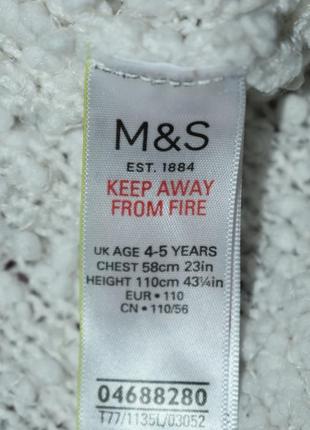 M&S
EST. 1884
KEEP AWAY
FROM FIRE
UK AGE 4-5 YEARS
CHEST 58cm 23in
HEIGHT 110cm 43¼in
EUR • 110
CN • 110/56
04688280
T77/1135L/03052